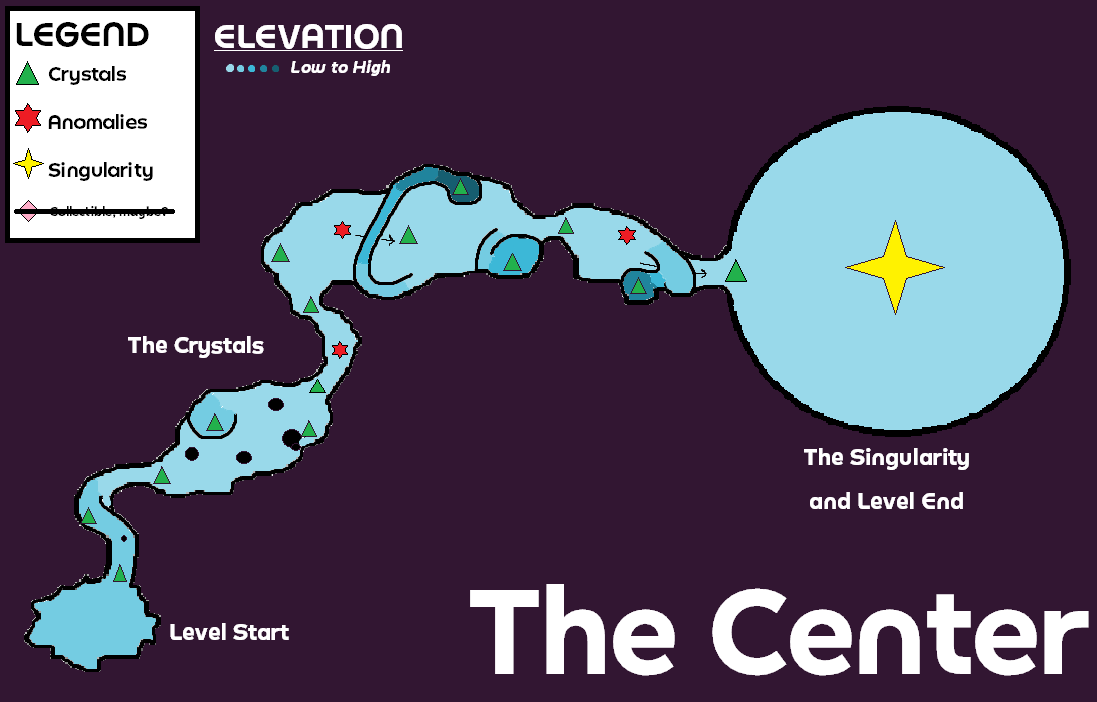 LEGEND
Crystals
Anomalies
Singularity
Collectible, maybe?
ELEVATION
Low to High
The Crystals
The Singularity
and Level End
Level Start
The Center